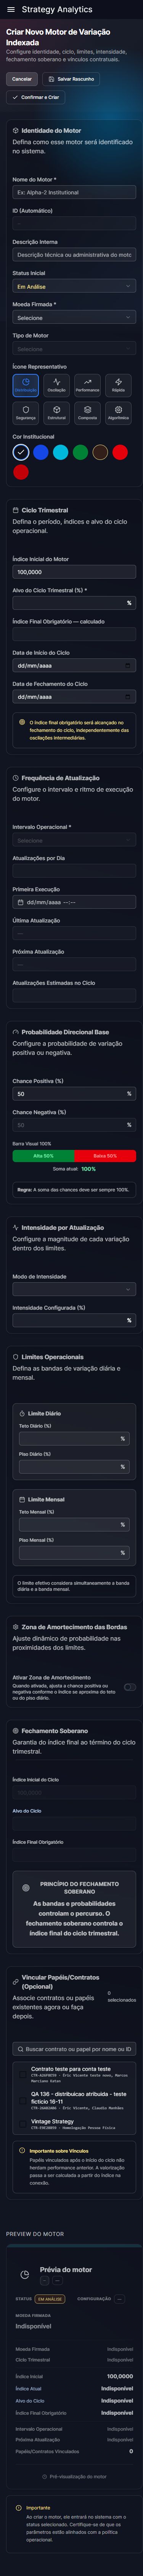 Strategy Analytics
Criar Novo Motor de Variação
Indexada
Configure identidade, ciclo, limites, intensidade,
fechamento soberano e vínculos contratuais.
Cancelar
Salvar Rascunho
Confirmar e Criar
Identidade do Motor
Defina como esse motor será identificado
no sistema.
Nome do Motor *
Ex: Alpha-2 Institutional
ID (Automático)
Descrição Interna
Descrição técnica ou administrativa do motor
Status Inicial
Em Análise
Moeda Firmada *
Selecione
Tipo de Motor
Selecione
Ícone Representativo
Distribuição
Oscilação
Performance
Rápida
Segurança
Estrutural
Composta
Algorítmica
Cor Institucional
Ciclo Trimestral
Defina o período, índices e alvo do ciclo
operacional.
Índice Inicial do Motor
100,0000
Alvo do Ciclo Trimestral (%) *
%
Índice Final Obrigatório — calculado
Data de Início do Ciclo
dd/mm/aaaa
Data de Fechamento do Ciclo
dd/mm/aaaa
O índice final obrigatório será alcançado no
fechamento do ciclo, independentemente das
oscilações intermediárias.
Frequência de Atualização
Configure o intervalo e ritmo de execução
do motor.
Intervalo Operacional *
Selecione
Atualizações por Dia
Primeira Execução
dd/mm/aaaa --:--
Última Atualização
—
Próxima Atualização
—
Atualizações Estimadas no Ciclo
Probabilidade Direcional Base
Configure a probabilidade de variação
positiva ou negativa.
Chance Positiva (%)
50
%
Chance Negativa (%)
50
%
Barra Visual 100%
Alta 50%
Baixa 50%
Soma atual: 100%
Regra: A soma das chances deve ser sempre 100%.
Intensidade por Atualização
Configure a magnitude de cada variação
dentro dos limites.
Modo de Intensidade
Intensidade Configurada (%)
%
Limites Operacionais
Defina as bandas de variação diária e
mensal.
Limite Diário
Teto Diário (%)
%
Piso Diário (%)
%
Limite Mensal
Teto Mensal (%)
%
Piso Mensal (%)
%
O limite efetivo considera simultaneamente a banda
diária e a banda mensal.
Zona de Amortecimento das Bordas
Ajuste dinâmico de probabilidade nas
proximidades dos limites.
Ativar Zona de Amortecimento
Quando ativada, ajusta a chance positiva ou
negativa conforme o índice se aproxima do teto
ou do piso diário.
Fechamento Soberano
Garantia do índice final ao término do ciclo
trimestral.
Índice Inicial do Ciclo
100,0000
Alvo do Ciclo
Índice Final Obrigatório
PRINCÍPIO DO FECHAMENTO
SOBERANO
As bandas e probabilidades
controlam o percurso. O
fechamento soberano controla o
índice final do ciclo trimestral.
Vincular Papéis/Contratos
(Opcional)
Associe contratos ou papéis
existentes agora ou faça
depois.
0
selecionados
Buscar contrato ou papel por nome ou ID
Contrato teste para conta teste
QA 136 - distribuicao atribuida - teste
ficticio 16-11
Vintage Strategy
Importante sobre Vínculos
Papéis vinculados após o início do ciclo não
herdam performance anterior. A valorização
passa a ser calculada a partir do índice na
conexão.
PREVIEW DO MOTOR
Prévia do motor
—
—
STATUS
EM ANÁLISE
CONFIGURAÇÃO
—
MOEDA FIRMADA
Indisponível
Moeda Firmada
Indisponível
Ciclo Trimestral
Indisponível
Índice Inicial
100,0000
Índice Atual
Indisponível
Alvo do Ciclo
Indisponível
Índice Final Obrigatório
Indisponível
Intervalo Operacional
Indisponível
Próxima Atualização
Indisponível
Papéis/Contratos Vinculados
0
Pré-visualização do motor
Importante
Ao criar o motor, ele entrará no sistema com o
status selecionado. Certifique-se de que os
parâmetros estão alinhados com a política
operacional.